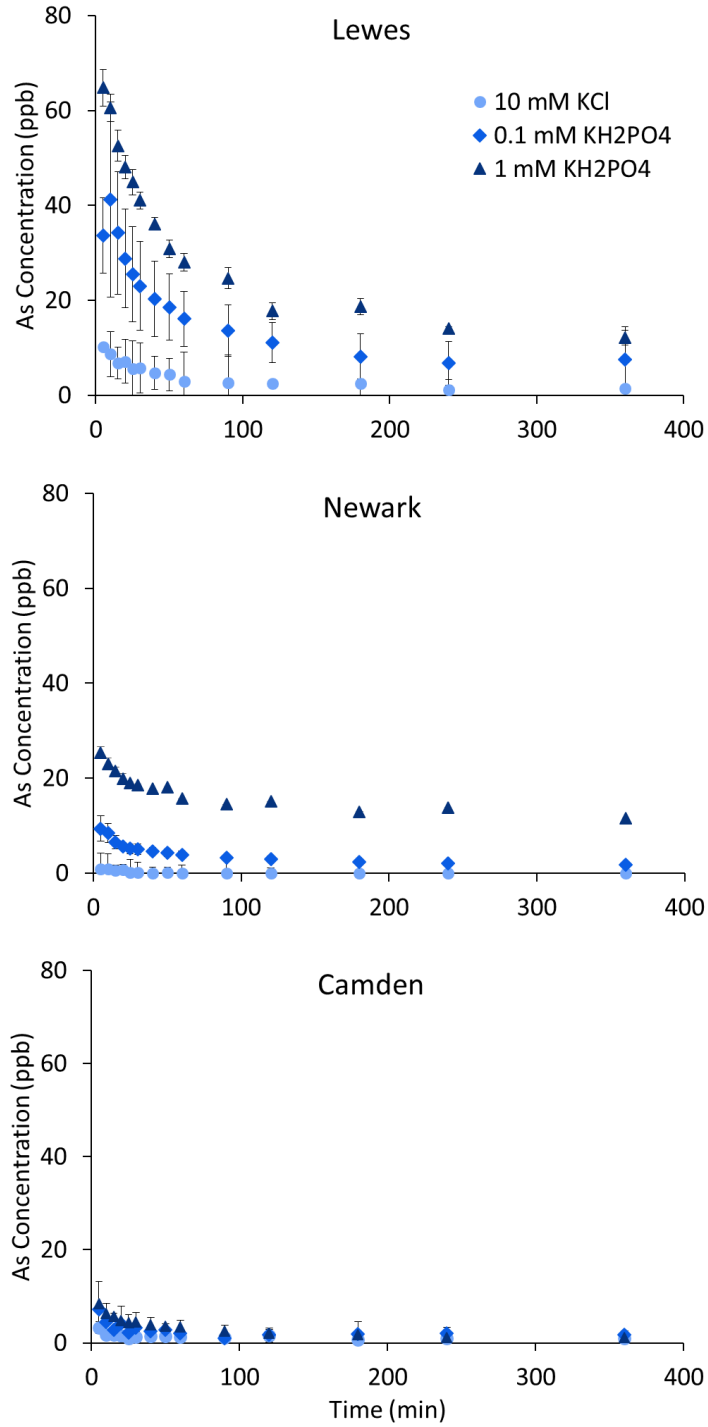 Lewes
80
60
40
20
0
As Concentration (ppb)
10 mM KCl
0.1 mM KH2PO4
1 mM KH2PO4
0 100 200 300 400
Newark
80
60
40
20
0
As Concentration (ppb)
0 100 200 300 400
Camden
80
60
40
20
0
As Concentration (ppb)
0 100 200 300 400
Time (min)